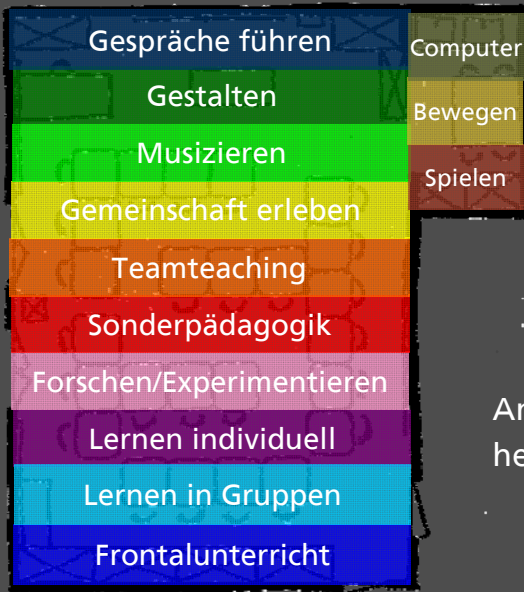 Gespräche führen
Gestalten
Musizieren
Gemeinschaft erleben
Teamteaching
Sonderpädagogik
Forschen/Experimentieren
Lernen individuell
Lernen in Gruppen
Frontalunterricht
Computer
Bewegen
Spielen